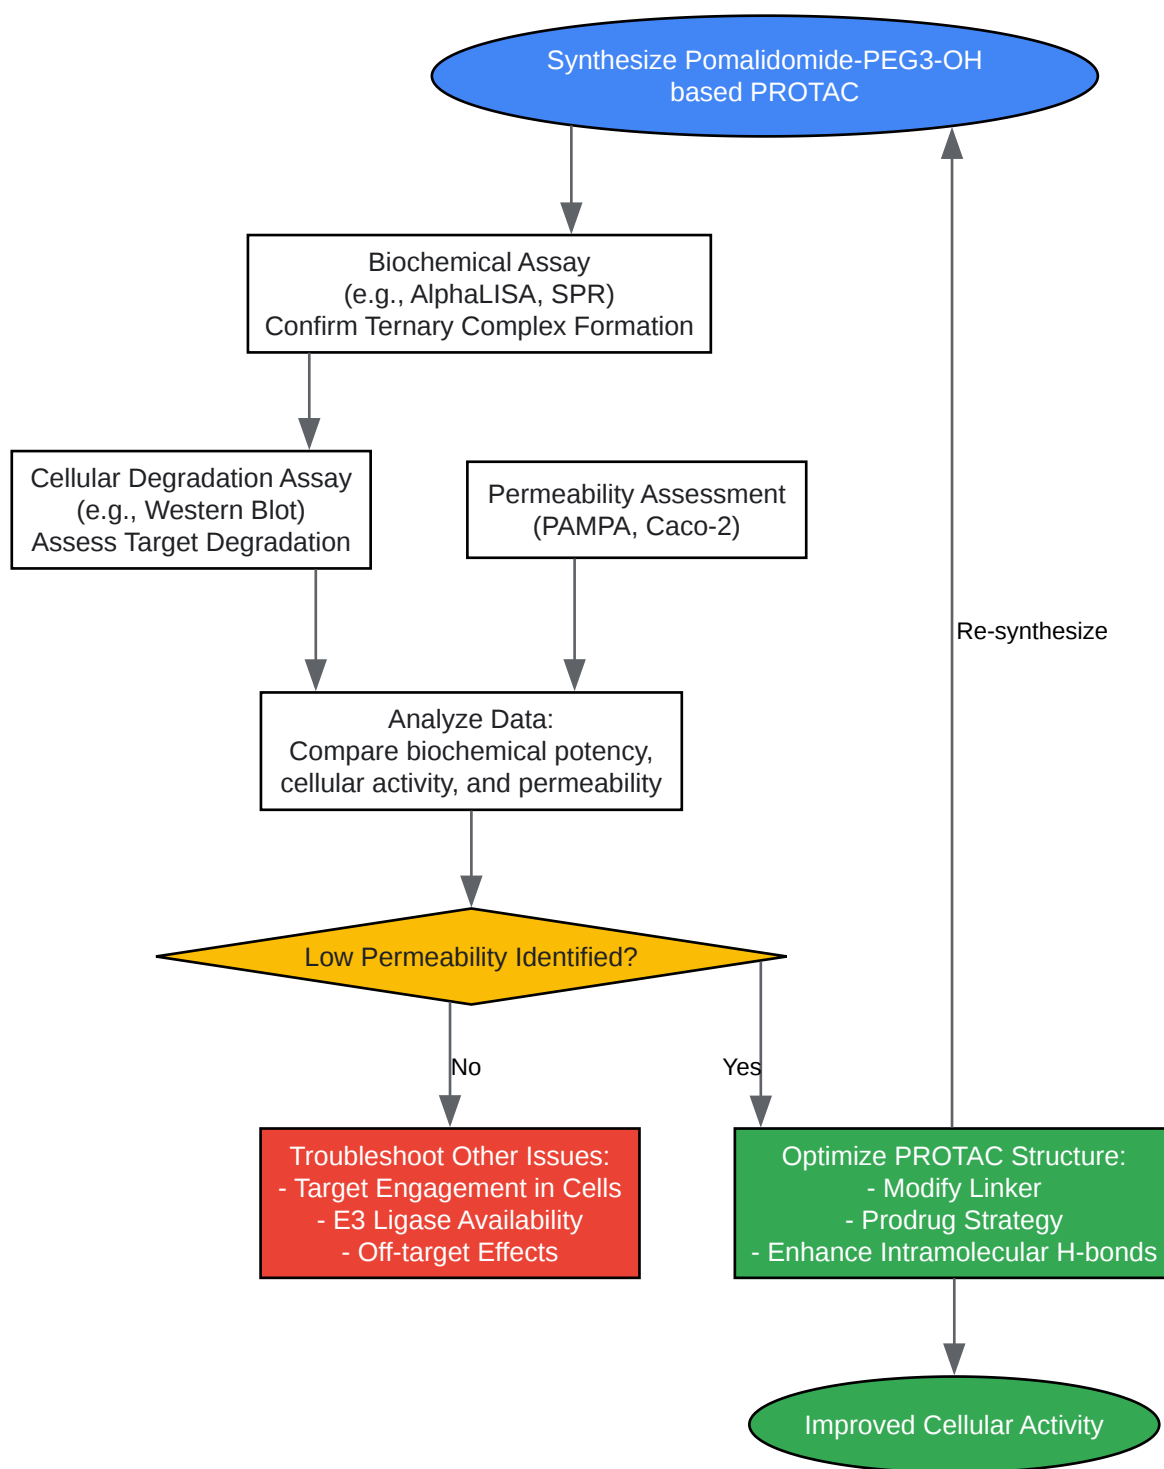 Synthesize Pomalidomide-PEG3-OH
based PROTAC
Biochemical Assay
(e.g., AlphaLISA, SPR)
Confirm Ternary Complex Formation
Cellular Degradation Assay
(e.g., Western Blot)
Assess Target Degradation
Permeability Assessment
(PAMPA, Caco-2)
Re-synthesize
Analyze Data:
Compare biochemical potency,
cellular activity, and permeability
Low Permeability Identified?
No
Yes
Troubleshoot Other Issues:
- Target Engagement in Cells
- E3 Ligase Availability
- Off-target Effects
Optimize PROTAC Structure:
- Modify Linker
- Prodrug Strategy
- Enhance Intramolecular H-bonds
Improved Cellular Activity